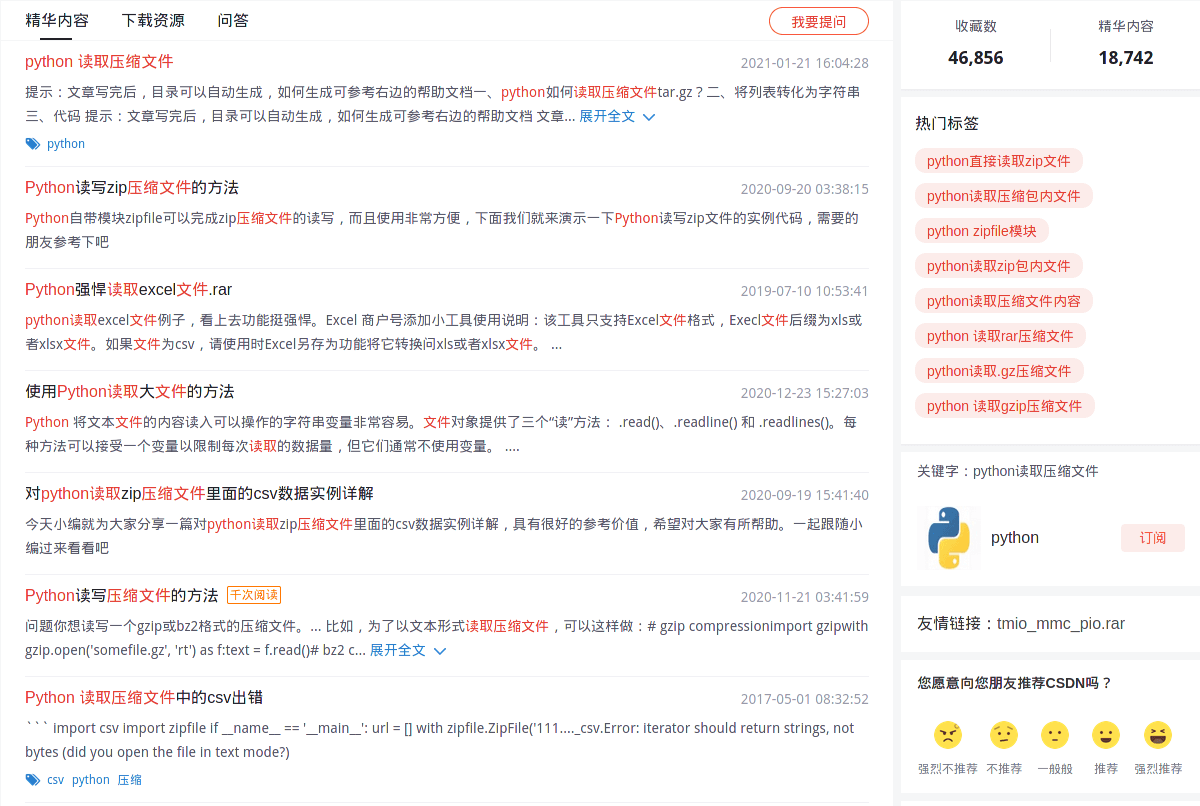 精华内容 下载资源 问答 我要提问
python 读取压缩文件 2021-01-21 16:04:28
提示：文章写完后，目录可以自动生成，如何生成可参考右边的帮助文档一、python如何读取压缩文件tar.gz？二、将列表转化为字符串
三、代码 提示：文章写完后，目录可以自动生成，如何生成可参考右边的帮助文档 文章... 展开全文
python
Python读写zip压缩文件的方法 2020-09-20 03:38:15
Python自带模块zipfile可以完成zip压缩文件的读写，而且使用非常方便，下面我们就来演示一下Python读写zip文件的实例代码，需要的
朋友参考下吧
Python强悍读取excel文件.rar 2019-07-10 10:53:41
python读取excel文件例子，看上去功能挺强悍。Excel 商户号添加小工具使用说明：该工具只支持Excel文件格式，Execl文件后缀为xls或
者xlsx文件。如果文件为csv，请使用时Excel另存为功能将它转换问xls或者xlsx文件。 ...
使用Python读取大文件的方法 2020-12-23 15:27:03
Python 将文本文件的内容读入可以操作的字符串变量非常容易。文件对象提供了三个“读”方法： .read()、.readline() 和 .readlines()。每
种方法可以接受一个变量以限制每次读取的数据量，但它们通常不使用变量。 ....
对python读取zip压缩文件里面的csv数据实例详解 2020-09-19 15:41:40
今天小编就为大家分享一篇对python读取zip压缩文件里面的csv数据实例详解，具有很好的参考价值，希望对大家有所帮助。一起跟随小
编过来看看吧
Python读写压缩文件的方法 千次阅读 2020-11-21 03:41:59
问题你想读写一个gzip或bz2格式的压缩文件。... 比如，为了以文本形式读取压缩文件，可以这样做：# gzip compressionimport gzipwith
gzip.open('somefile.gz', 'rt') as f:text = f.read()# bz2 c... 展开全文
Python 读取压缩文件中的csv出错 2017-05-01 08:32:52
``` import csv import zipfile if __name__ == '__main__': url = [] with zipfile.ZipFile('111...._csv.Error: iterator should return strings, not
bytes (did you open the file in text mode?)
csv python 压缩
收藏数 精华内容
46,856 18,742
热门标签
python直接读取zip文件
python读取压缩包内文件
python zipfile模块
python读取zip包内文件
python读取压缩文件内容
python 读取rar压缩文件
python读取.gz压缩文件
python 读取gzip压缩文件
关键字：python读取压缩文件
python 订阅
友情链接：tmio_mmc_pio.rar
您愿意向您朋友推荐CSDN吗？
强烈不推荐 不推荐 一般般 推荐 强烈推荐